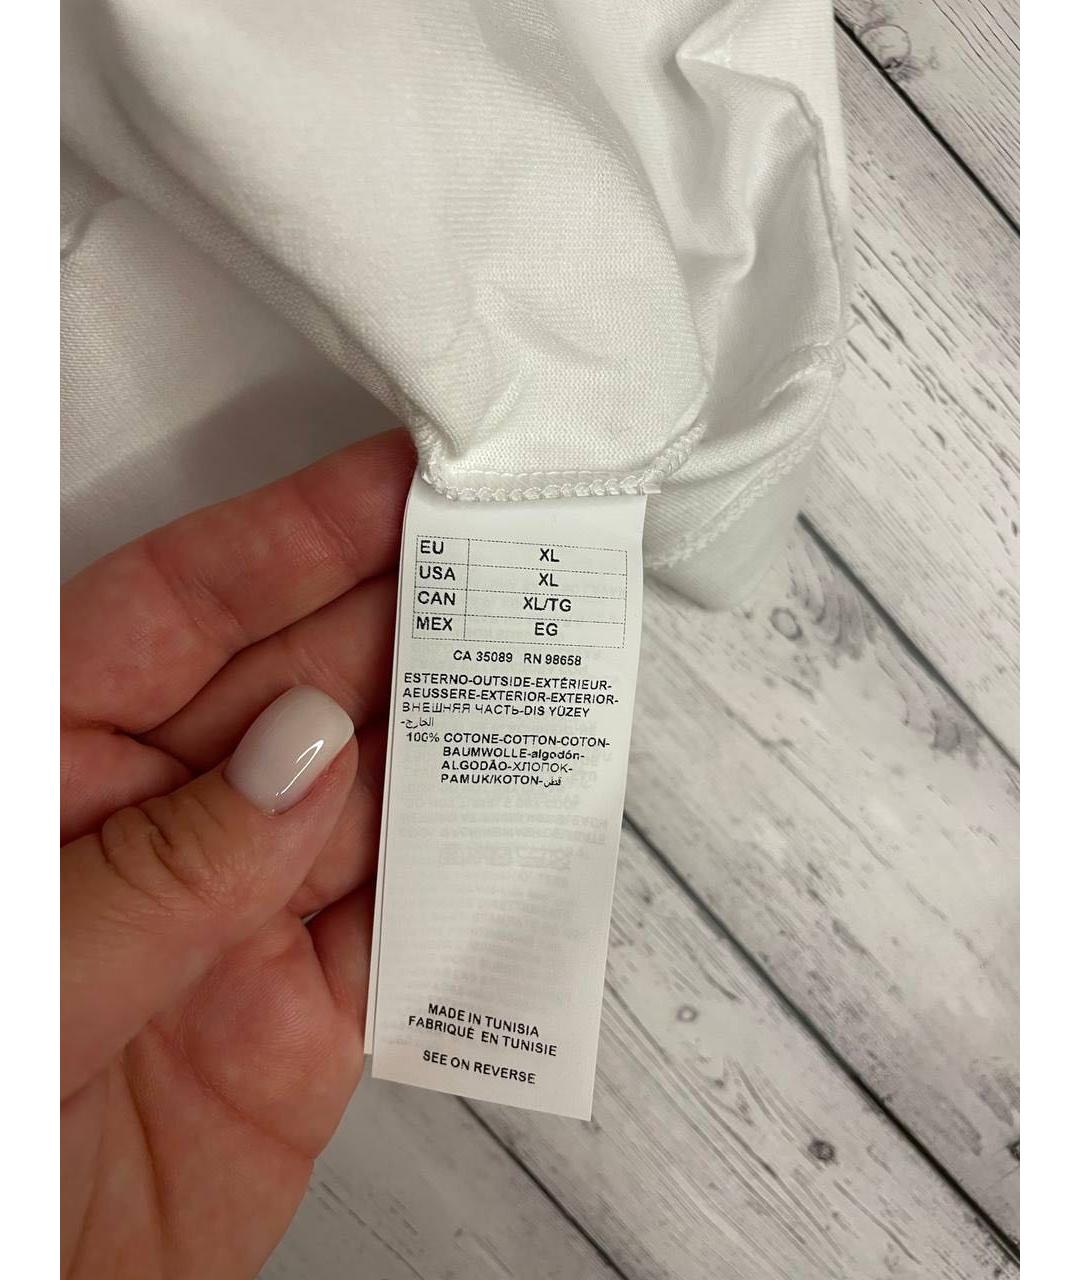 EU XL
USA XL
CAN XL/TG
MEX EG
CA 35089 RN 98658
ESTERNO-OUTSIDE-EXTÉRIEUR-
AEUSSERE-EXTERIOR-EXTERIOR-
ВНЕШНЯЯ ЧАСТЬ-DIS YÜZEY
-الخارج
100% COTONE-COTTON-COTON-
BAUMWOLLE-algodón-
ALGODÃO-ХЛОПОК-
PAMUK/KOTON-قطن
MADE IN TUNISIA
FABRIQUÉ EN TUNISIE
SEE ON REVERSE